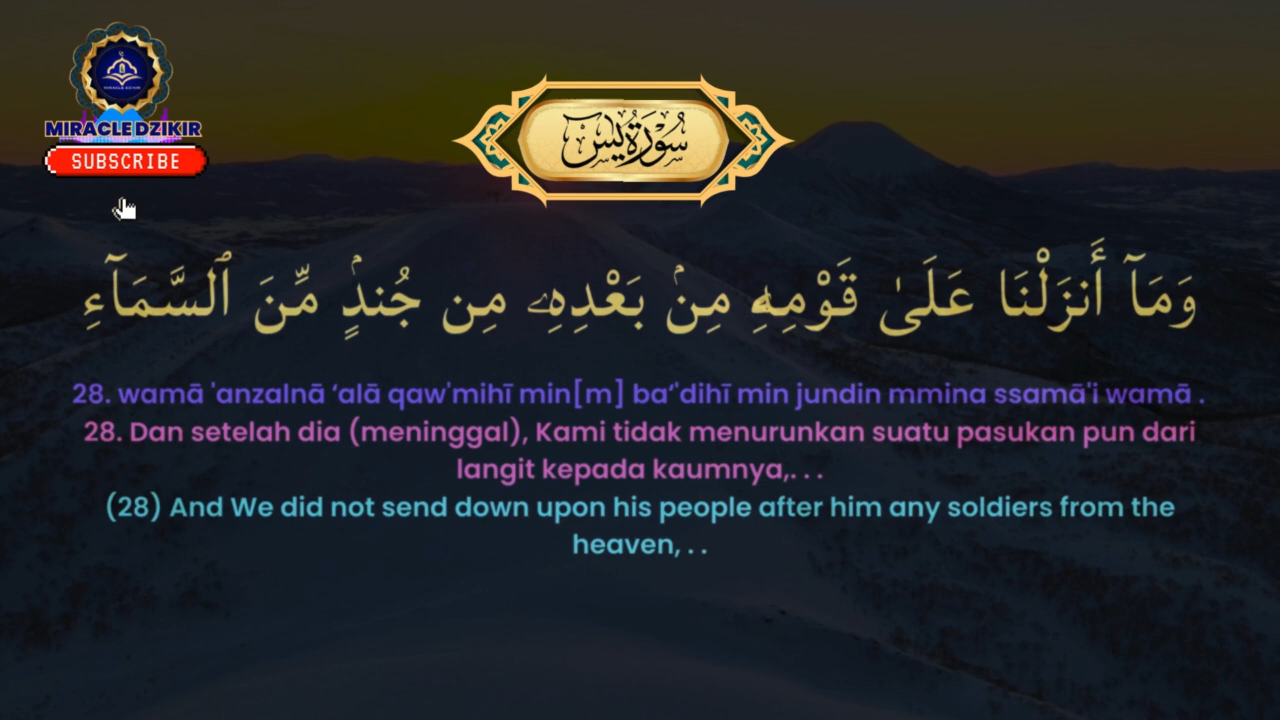 MIRACLE DZIKIR
SUBSCRIBE
سُورَةُ يس
وَمَآ أَنزَلْنَا عَلَىٰ قَوْمِهِۦ مِنۢ بَعْدِهِۦ مِن جُندٍۢ مِّنَ ٱلسَّمَآءِ
28. wamā 'anzalnā ‘alā qaw'mihī min[m] ba‘'dihī min jundin mmina ssamā'i wamā .
28. Dan setelah dia (meninggal), Kami tidak menurunkan suatu pasukan pun dari
langit kepada kaumnya,. . .
(28) And We did not send down upon his people after him any soldiers from the
heaven, . .